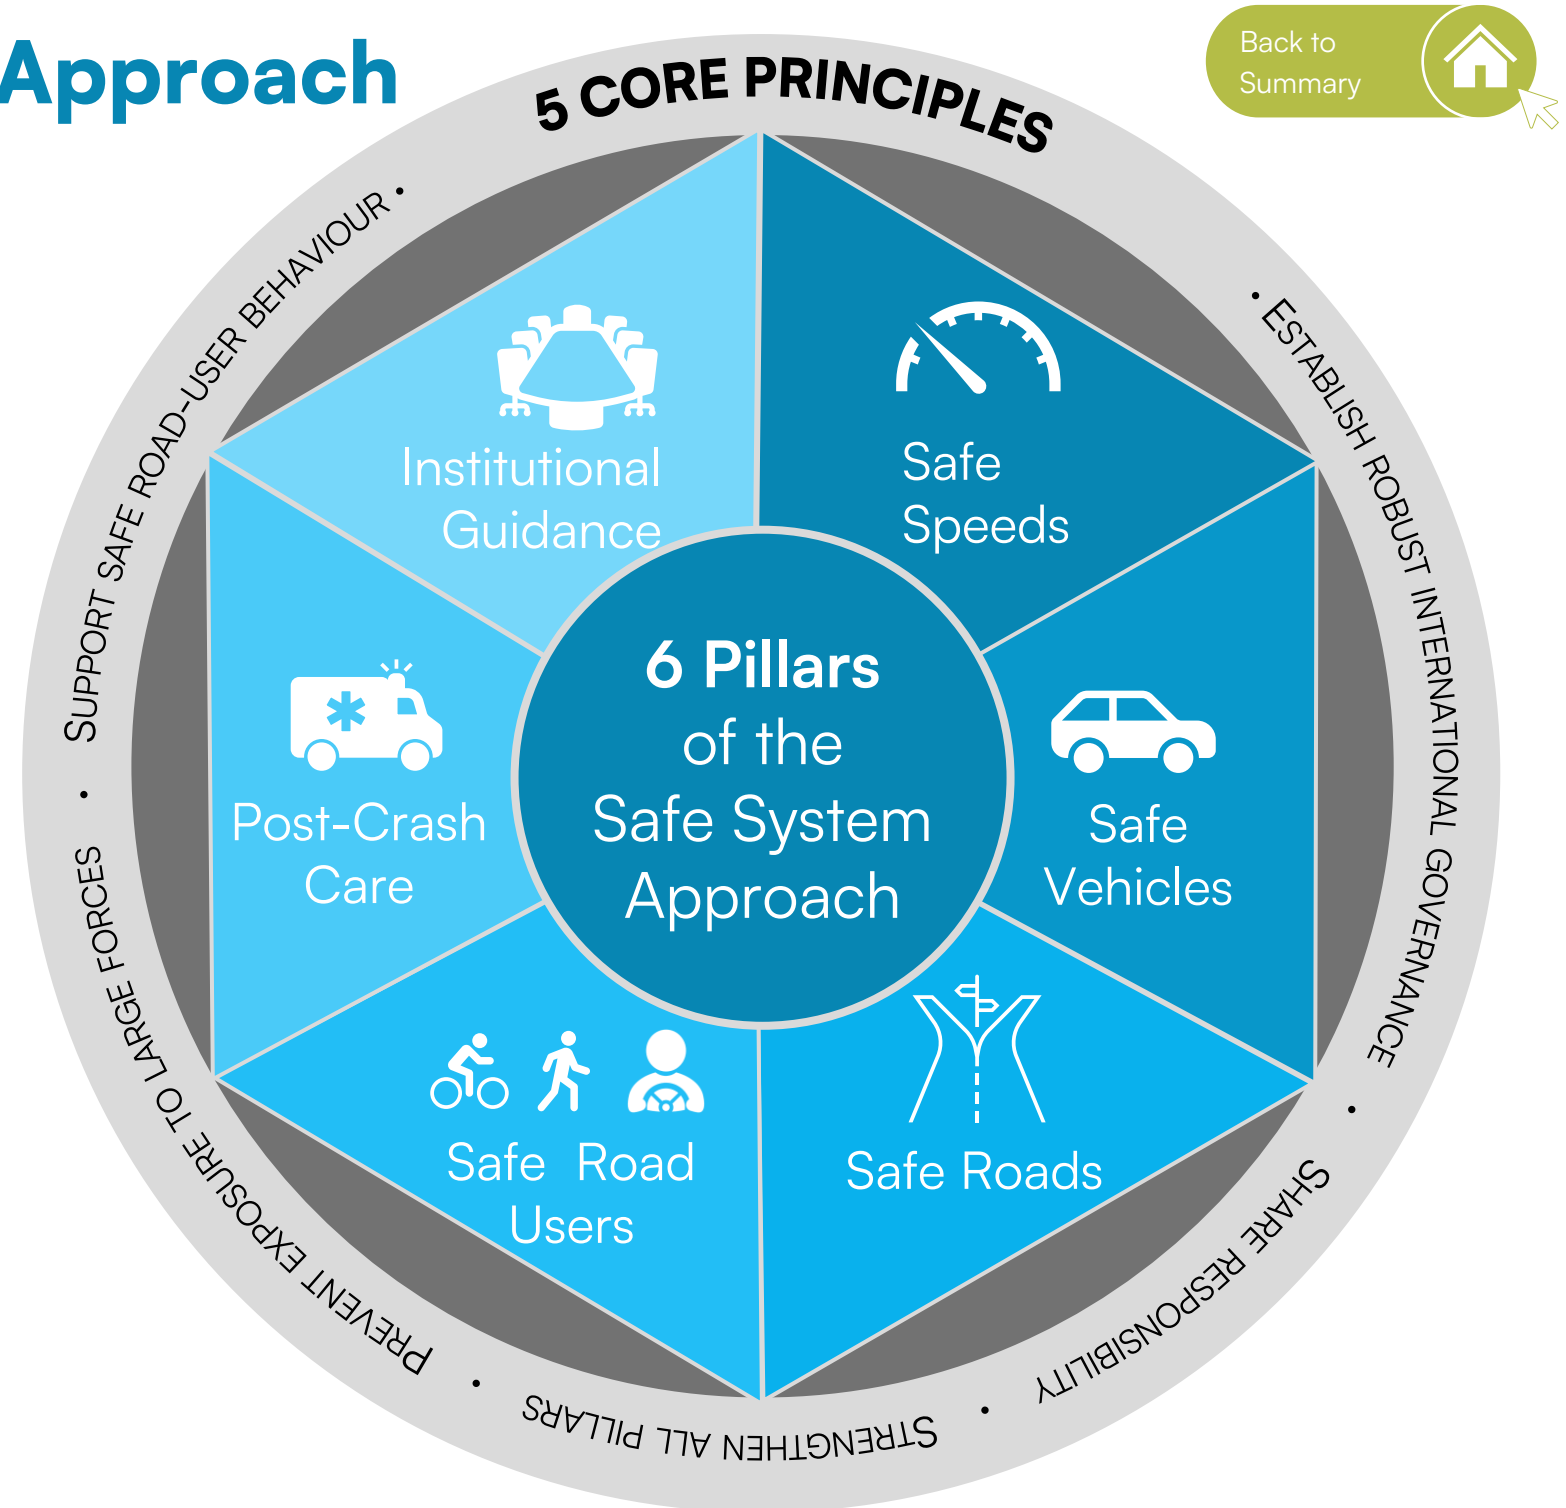 Approach
Back to
Summary
5 CORE PRINCIPLES
• ESTABLISH ROBUST INTERNATIONAL GOVERNANCE •
SHARE RESPONSIBILITY •
STRENGTHEN ALL PILLARS •
PREVENT EXPOSURE TO LARGE FORCES •
SUPPORT SAFE ROAD-USER BEHAVIOUR •
Institutional
Guidance
Safe
Speeds
Post-Crash
Care
6 Pillars
of the
Safe System
Approach
Safe
Vehicles
Safe Road
Users
Safe Roads